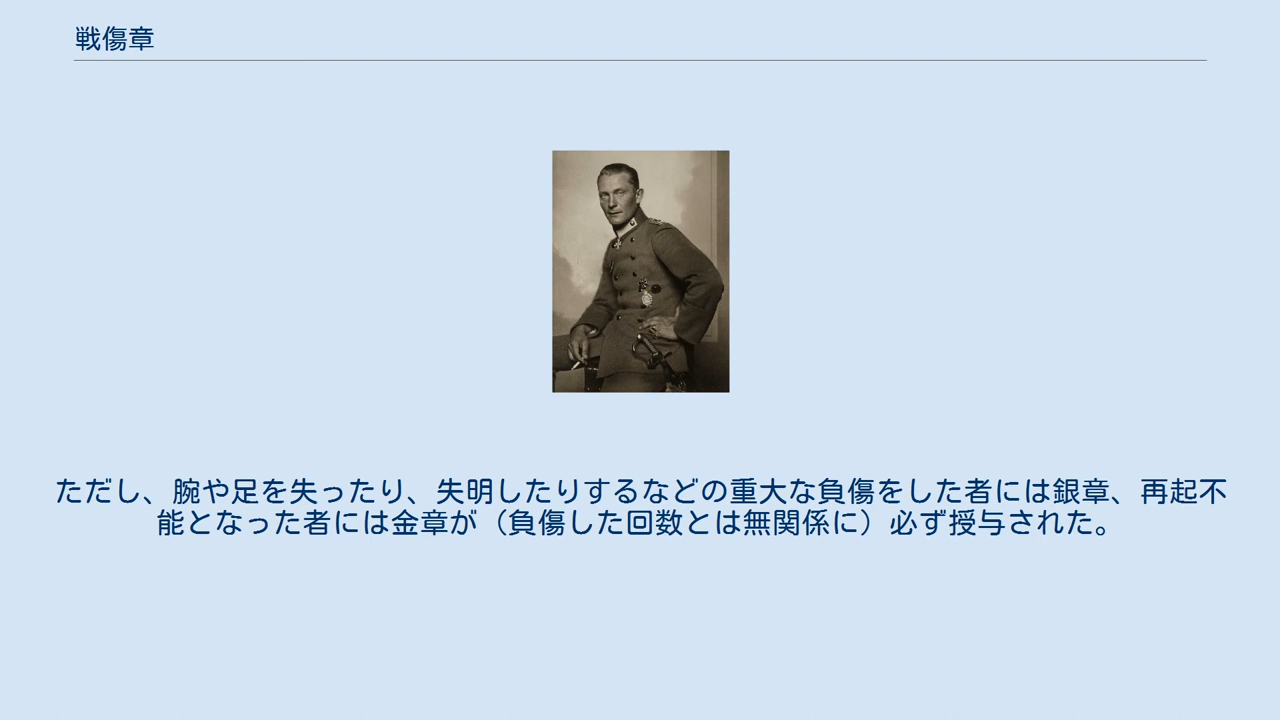 戦傷章
ただし、腕や足を失ったり、失明したりするなどの重大な負傷をした者には銀章、再起不
能となった者には金章が（負傷した回数とは無関係に）必ず授与された。